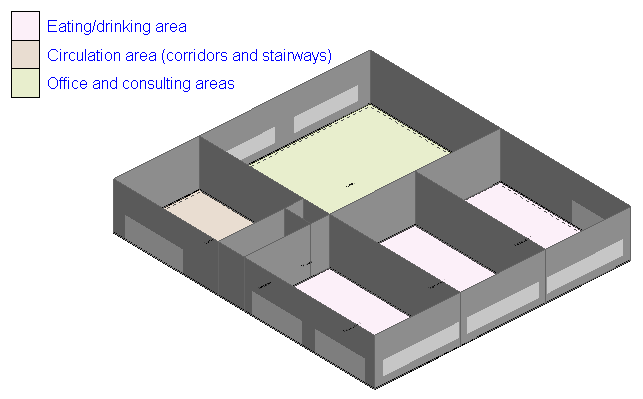 Eating/drinking area
Circulation area (corridors and stairways)
Office and consulting areas